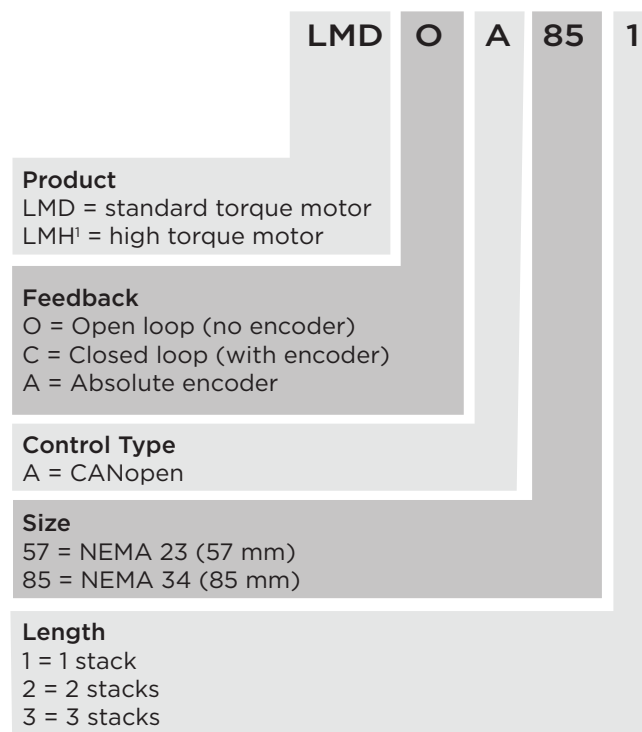 LMD O A 85 1
Product
LMD = standard torque motor
LMH¹ = high torque motor
Feedback
O = Open loop (no encoder)
C = Closed loop (with encoder)
A = Absolute encoder
Control Type
A = CANopen
Size
57 = NEMA 23 (57 mm)
85 = NEMA 34 (85 mm)
Length
1 = 1 stack
2 = 2 stacks
3 = 3 stacks